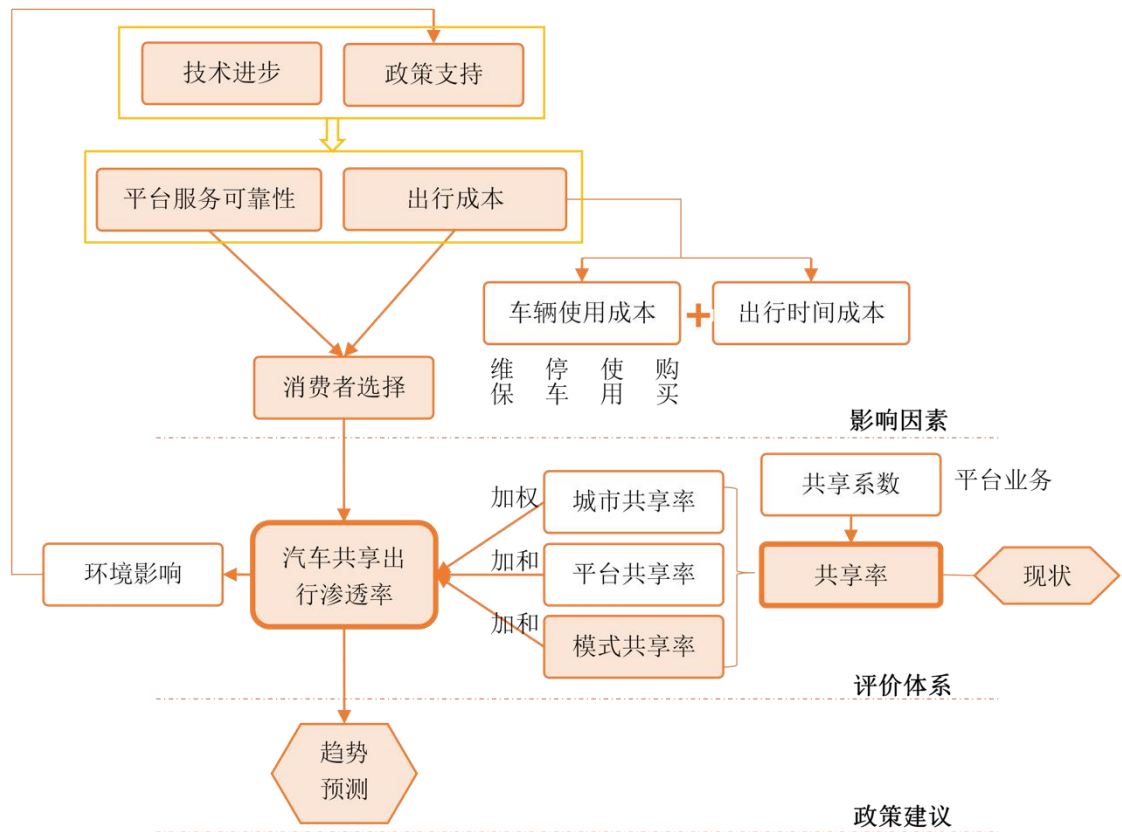 技术进步
政策支持
平台服务可靠性
出行成本
车辆使用成本
+
出行时间成本
维保
停车
使用
购买
消费者选择
影响因素
共享系数
平台业务
加权
城市共享率
环境影响
汽车共享出
行渗透率
加和
平台共享率
共享率
现状
加和
模式共享率
评价体系
趋势
预测
政策建议